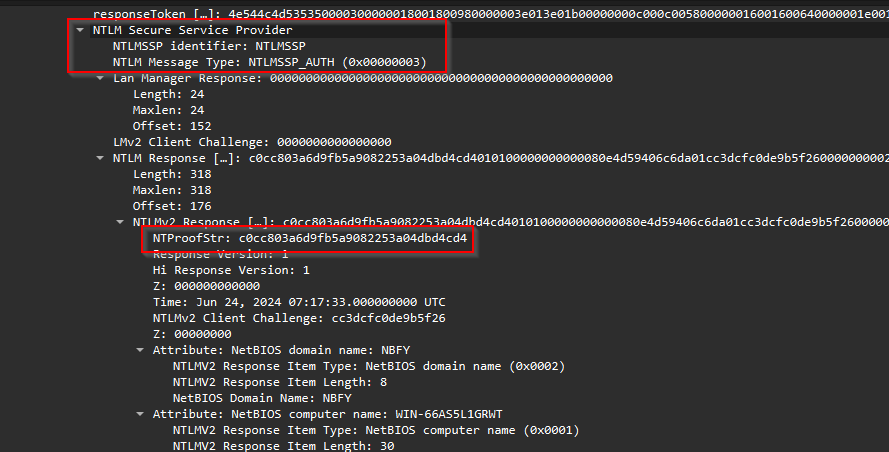 responseToken […]: 4e544c4d535350000300000018001800980000003e013e01b00000000c000c005800000016001600640000001e001
NTLM Secure Service Provider
NTLMSSP identifier: NTLMSSP
NTLM Message Type: NTLMSSP_AUTH (0x00000003)
Lan Manager Response: 000000000000000000000000000000000000000000000000
Length: 24
Maxlen: 24
Offset: 152
LMv2 Client Challenge: 0000000000000000
NTLM Response […]: c0cc803a6d9fb5a9082253a04dbd4cd4010100000000000080e4d59406c6da01cc3dcfc0de9b5f260000000002
Length: 318
Maxlen: 318
Offset: 176
NTLMv2 Response […]: c0cc803a6d9fb5a9082253a04dbd4cd4010100000000000080e4d59406c6da01cc3dcfc0de9b5f2600000
NTProofStr: c0cc803a6d9fb5a9082253a04dbd4cd4
Response Version: 1
Hi Response Version: 1
Z: 000000000000
Time: Jun 24, 2024 07:17:33.000000000 UTC
NTLMv2 Client Challenge: cc3dcfc0de9b5f26
Z: 00000000
Attribute: NetBIOS domain name: NBFY
NTLMV2 Response Item Type: NetBIOS domain name (0x0002)
NTLMV2 Response Item Length: 8
NetBIOS Domain Name: NBFY
Attribute: NetBIOS computer name: WIN-66AS5L1GRWT
NTLMV2 Response Item Type: NetBIOS computer name (0x0001)
NTLMV2 Response Item Length: 30